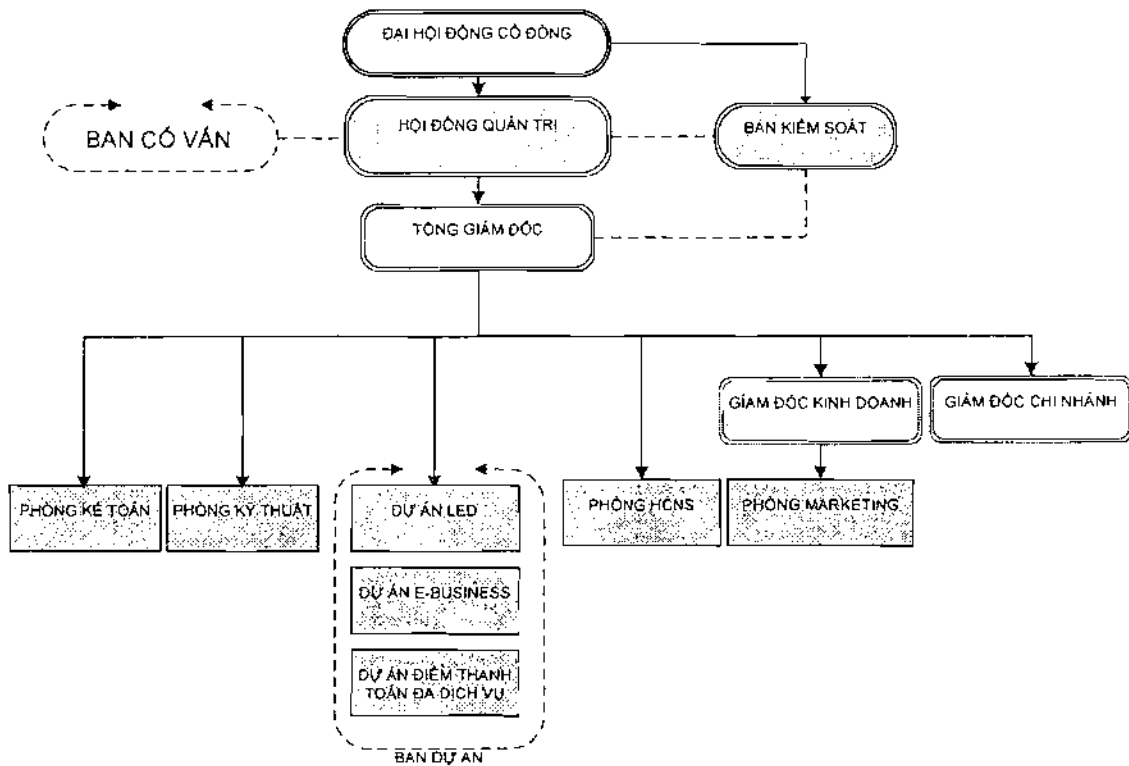 ĐẠI HỘI ĐỒNG CỔ ĐÔNG
BAN CỐ VẤN
HỘI ĐỒNG QUẢN TRỊ
BAN KIỂM SOÁT
TỔNG GIÁM ĐỐC
GIÁM ĐỐC KINH DOANH
GIÁM ĐỐC CHI NHÁNH
PHÒNG KẾ TOÁN
PHÒNG KỸ THUẬT
DỰ ÁN LED
PHÒNG HCNS
PHÒNG MARKETING
DỰ ÁN E-BUSINESS
DỰ ÁN ĐIỂM THANH
TOÁN ĐA DỊCH VỤ
BAN DỰ ÁN